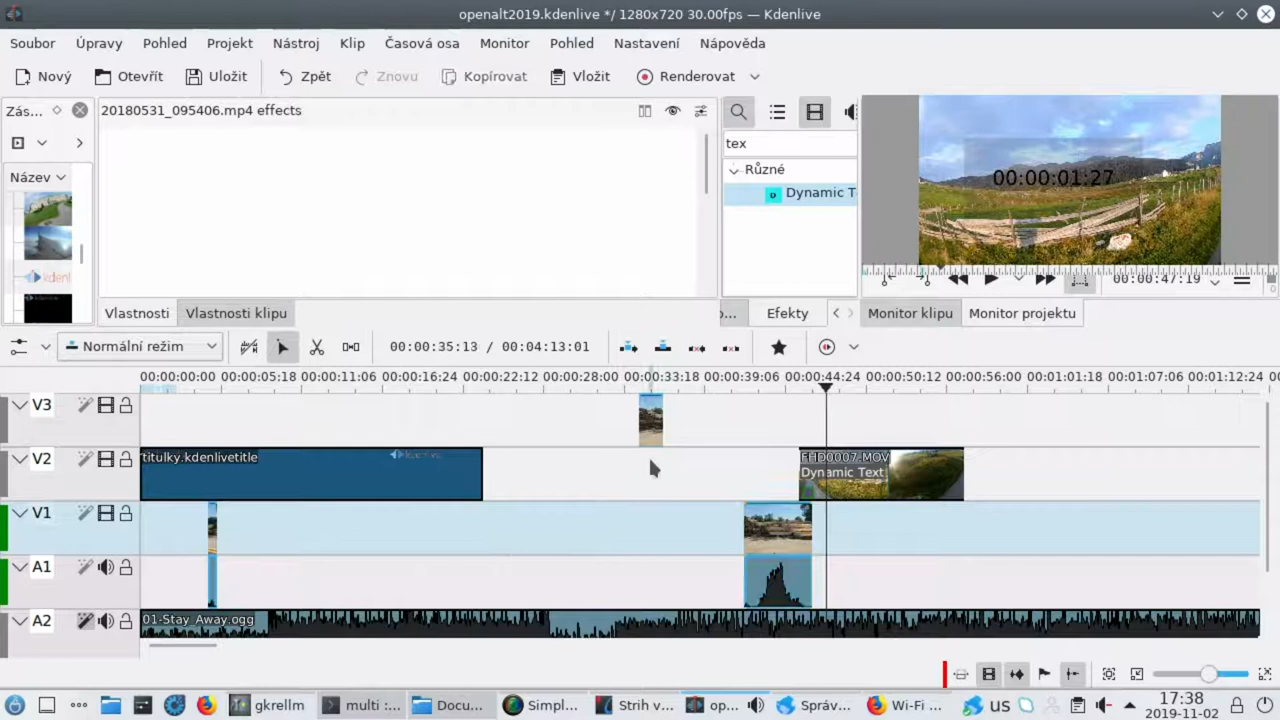 openalt2019.kdenlive */ 1280x720 30.00fps — Kdenlive
Soubor Úpravy Pohled Projekt Nástroj Klip Časová osa Monitor Pohled Nastavení Nápověda
Nový Otevřít Uložit Zpět Znovu Kopírovat Vložit Renderovat
Zás... 20180531_095406.mp4 effects
tex
Název Různé
Dynamic T
00:00:01:27
00:00:47:19
Vlastnosti Vlastnosti klipu Efekty Monitor klipu Monitor projektu
Normální režim 00:00:35:13 / 00:04:13:01
00:00:00:00 00:00:05:18 00:00:11:06 00:00:16:24 00:00:22:12 00:00:28:00 00:00:33:18 00:00:39:06 00:00:44:24 00:00:50:12 00:00:56:00 00:01:01:18 00:01:07:06 00:01:12:24
V3
V2 titulky.kdenlivetitle
Dynamic Text
V1
A1
A2 01-Stay_Away.ogg
gkrellm multi :... Docu... Simpl... Strih v... op... Správ... Wi-Fi ... us 17:38
2019-11-02